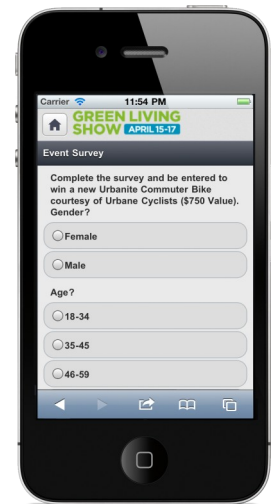 Carrier 11:54 PM
GREEN LIVING
SHOW APRIL 15-17
Event Survey
Complete the survey and be entered to
win a new Urbanite Commuter Bike
courtesy of Urbane Cyclists ($750 Value).
Gender?
Female
Male
Age?
18-34
35-45
46-59